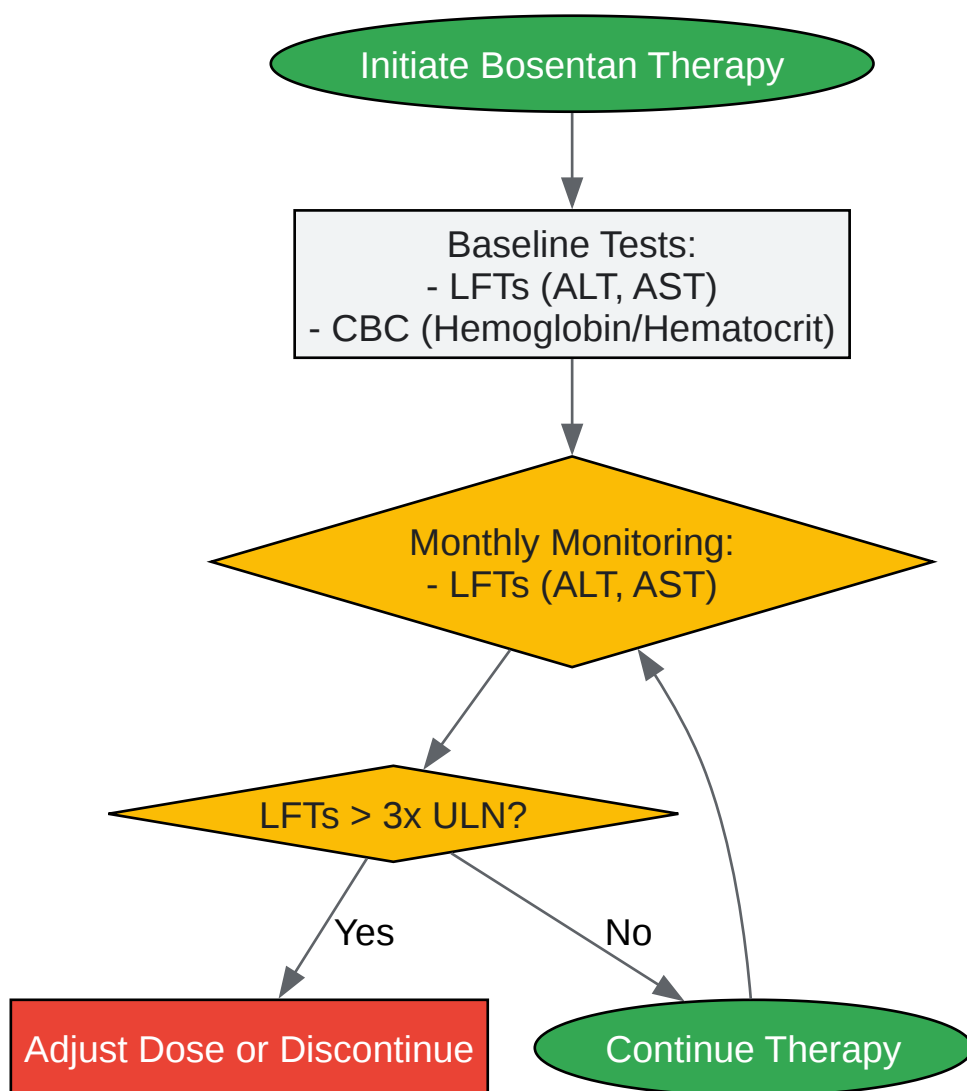 Initiate Bosentan Therapy
Baseline Tests:
- LFTs (ALT, AST)
- CBC (Hemoglobin/Hematocrit)
Monthly Monitoring:
- LFTs (ALT, AST)
LFTs > 3x ULN?
Yes
No
Adjust Dose or Discontinue
Continue Therapy